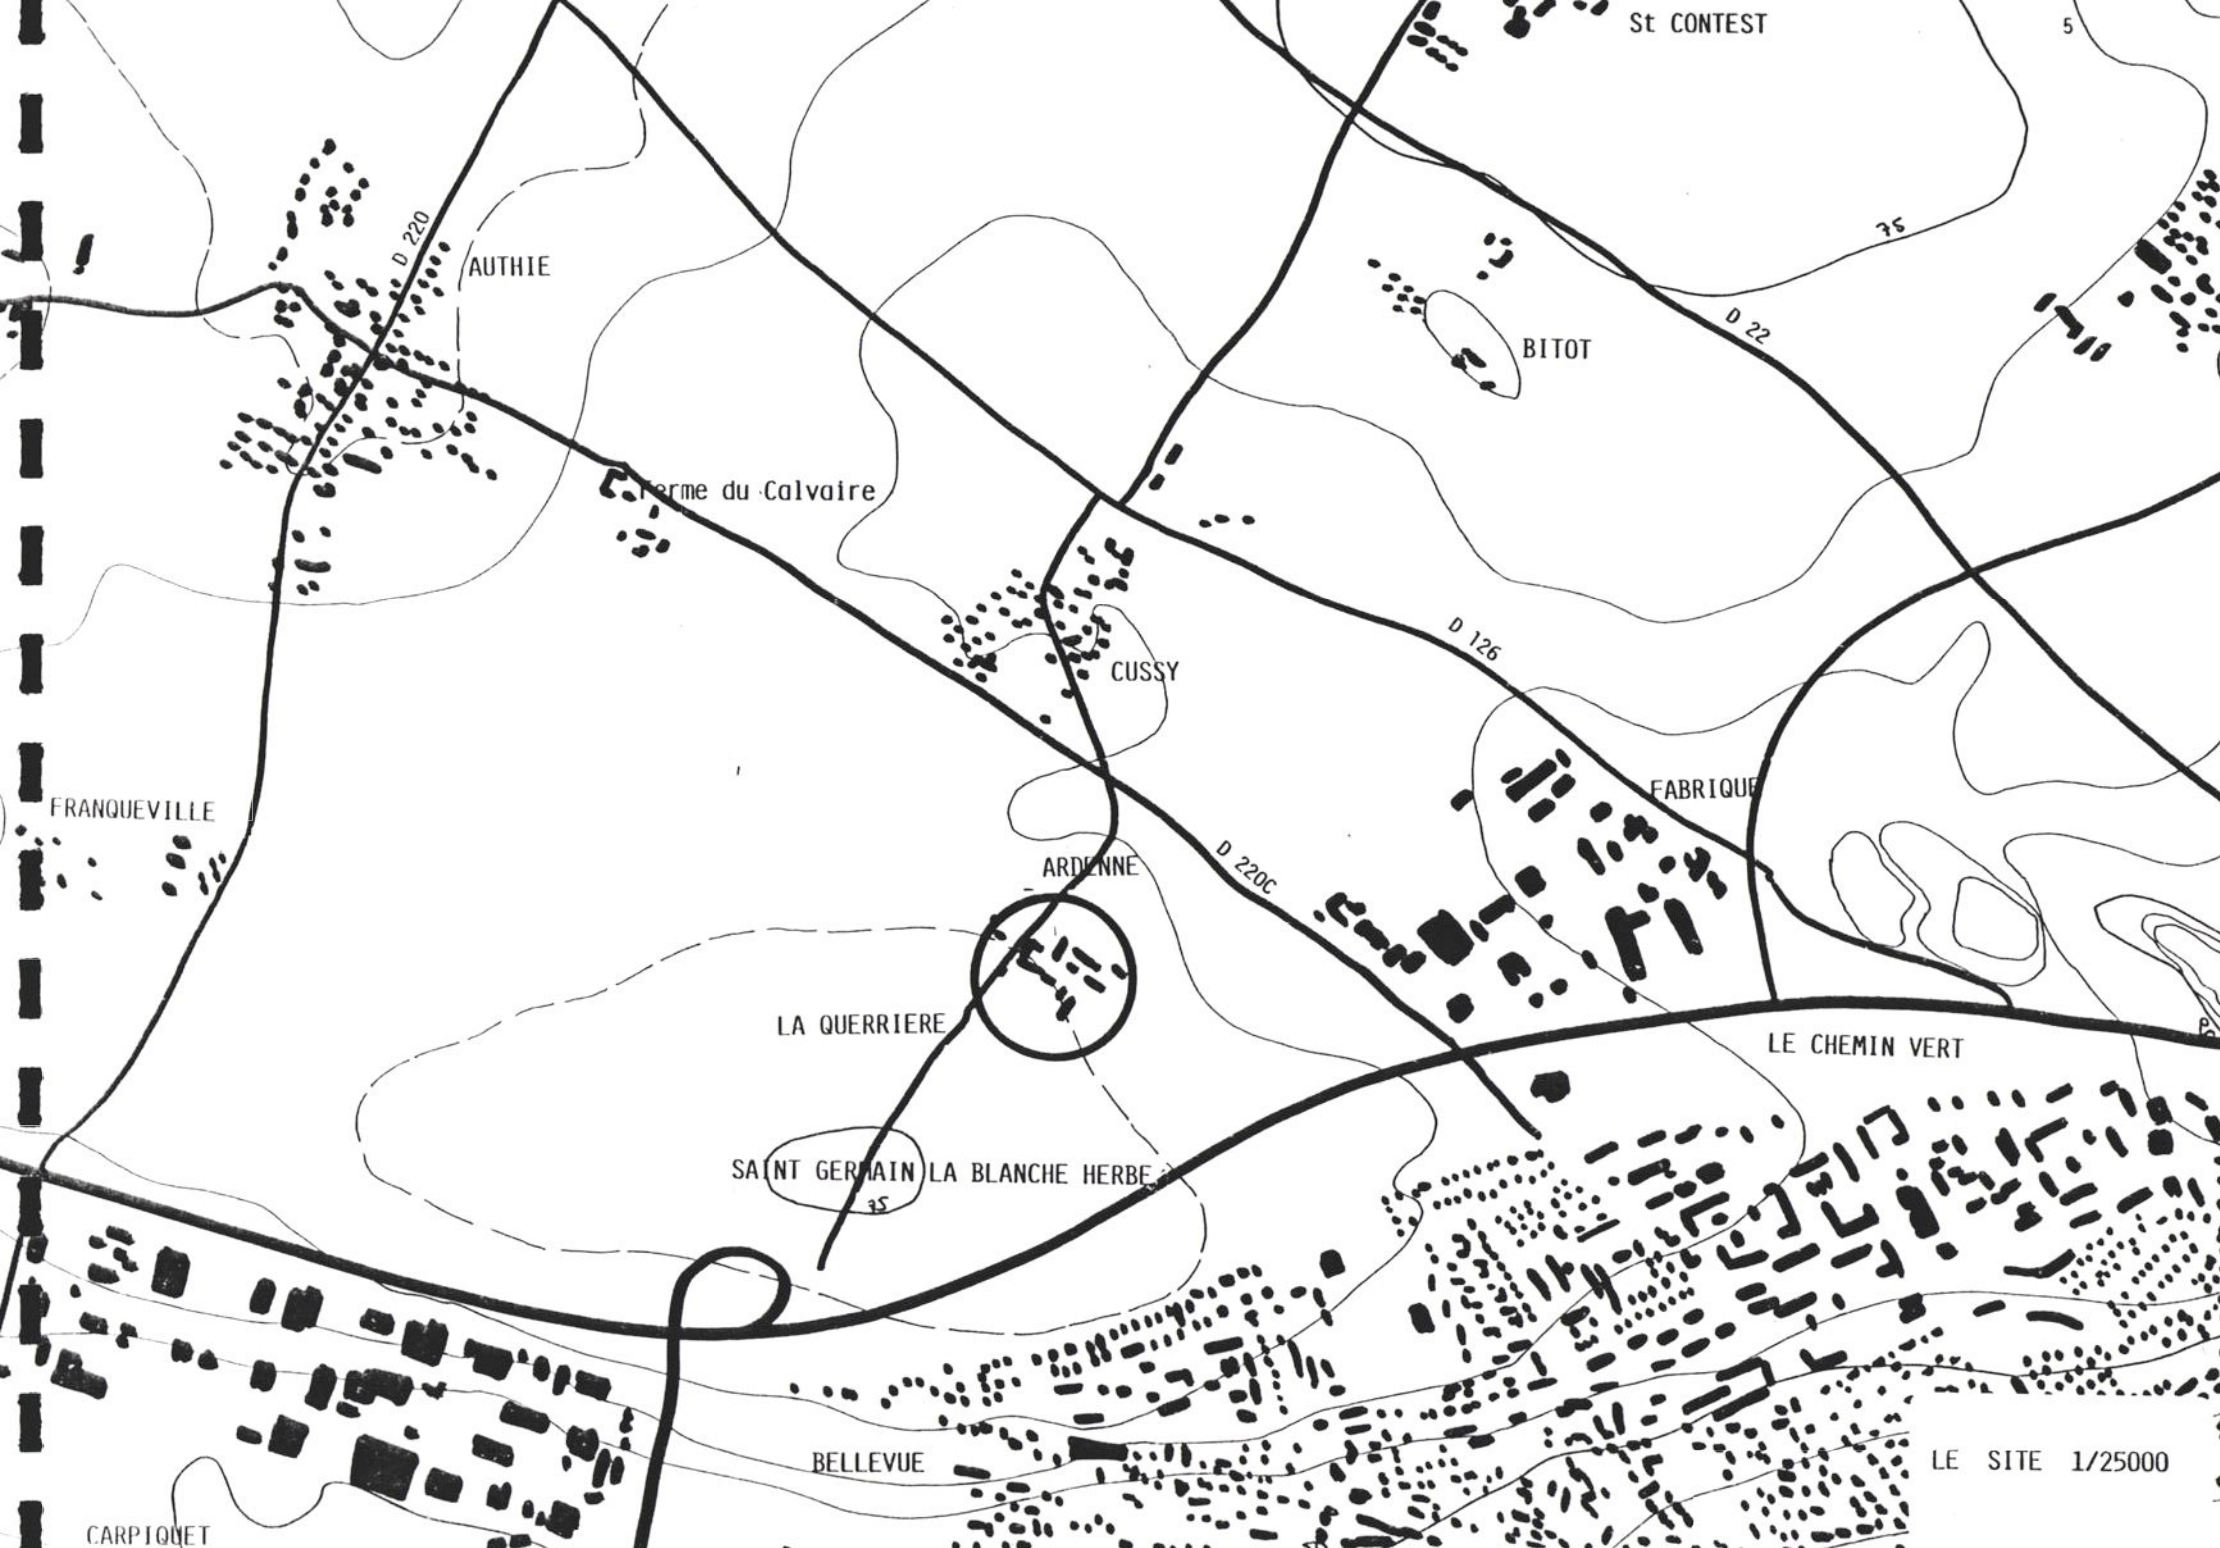 St CONTEST
5
D 220
AUTHIE
75
D 22
BITOT
Ferme du Calvaire
D 126
CUSSY
FABRIQUE
FRANQUEVILLE
D 220C
ARDENNE
LA QUERRIERE
LE CHEMIN VERT
SAINT GERMAIN LA BLANCHE HERBE
75
BELLEVUE
LE SITE 1/25000
CARPIQUET